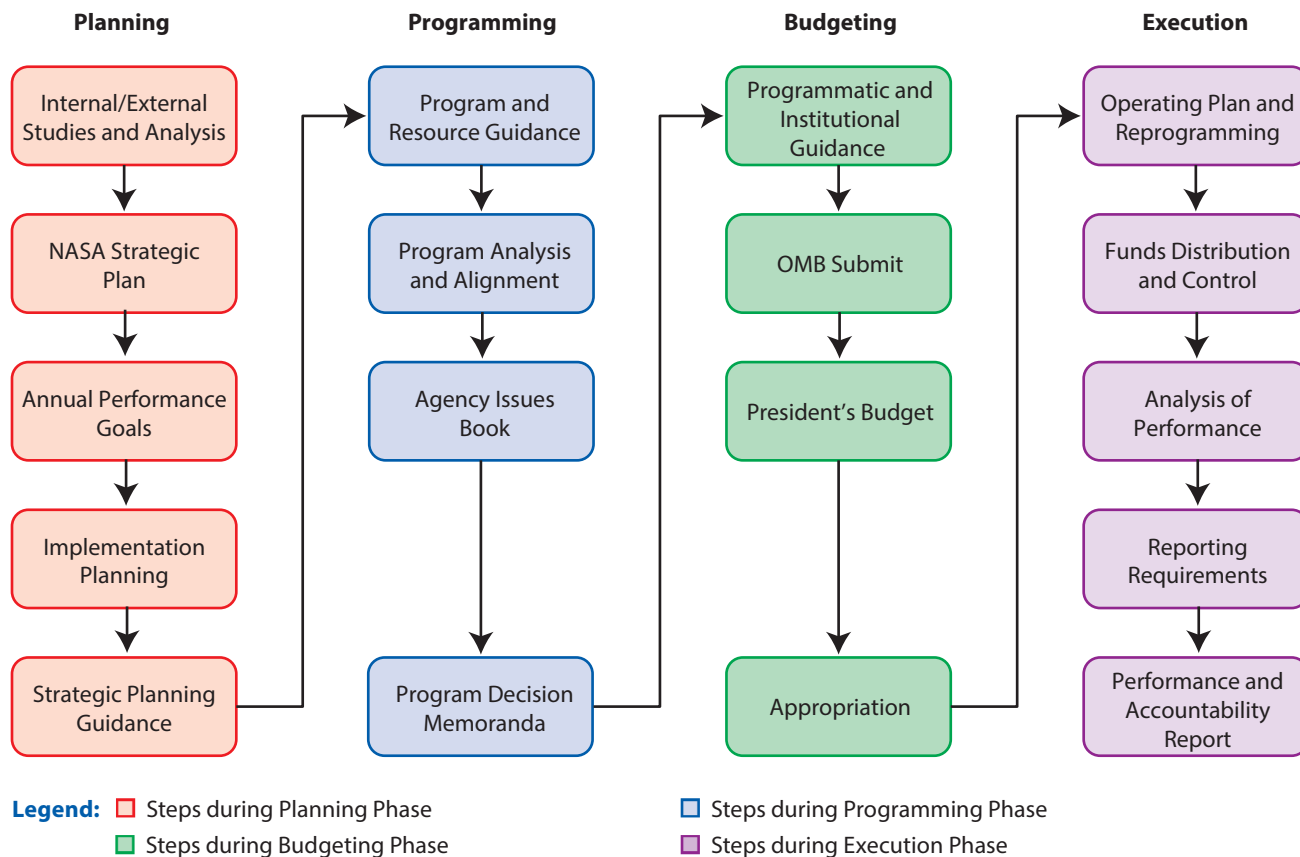 Planning
Programming
Budgeting
Execution
Internal/External
Studies and Analysis
NASA Strategic
Plan
Annual Performance
Goals
Implementation
Planning
Strategic Planning
Guidance
Program and
Resource Guidance
Program Analysis
and Alignment
Agency Issues
Book
Program Decision
Memoranda
Programmatic and
Institutional
Guidance
OMB Submit
President’s Budget
Appropriation
Operating Plan and
Reprogramming
Funds Distribution
and Control
Analysis of
Performance
Reporting
Requirements
Performance and
Accountability
Report
Legend: Steps during Planning Phase
Steps during Programming Phase
Steps during Budgeting Phase
Steps during Execution Phase